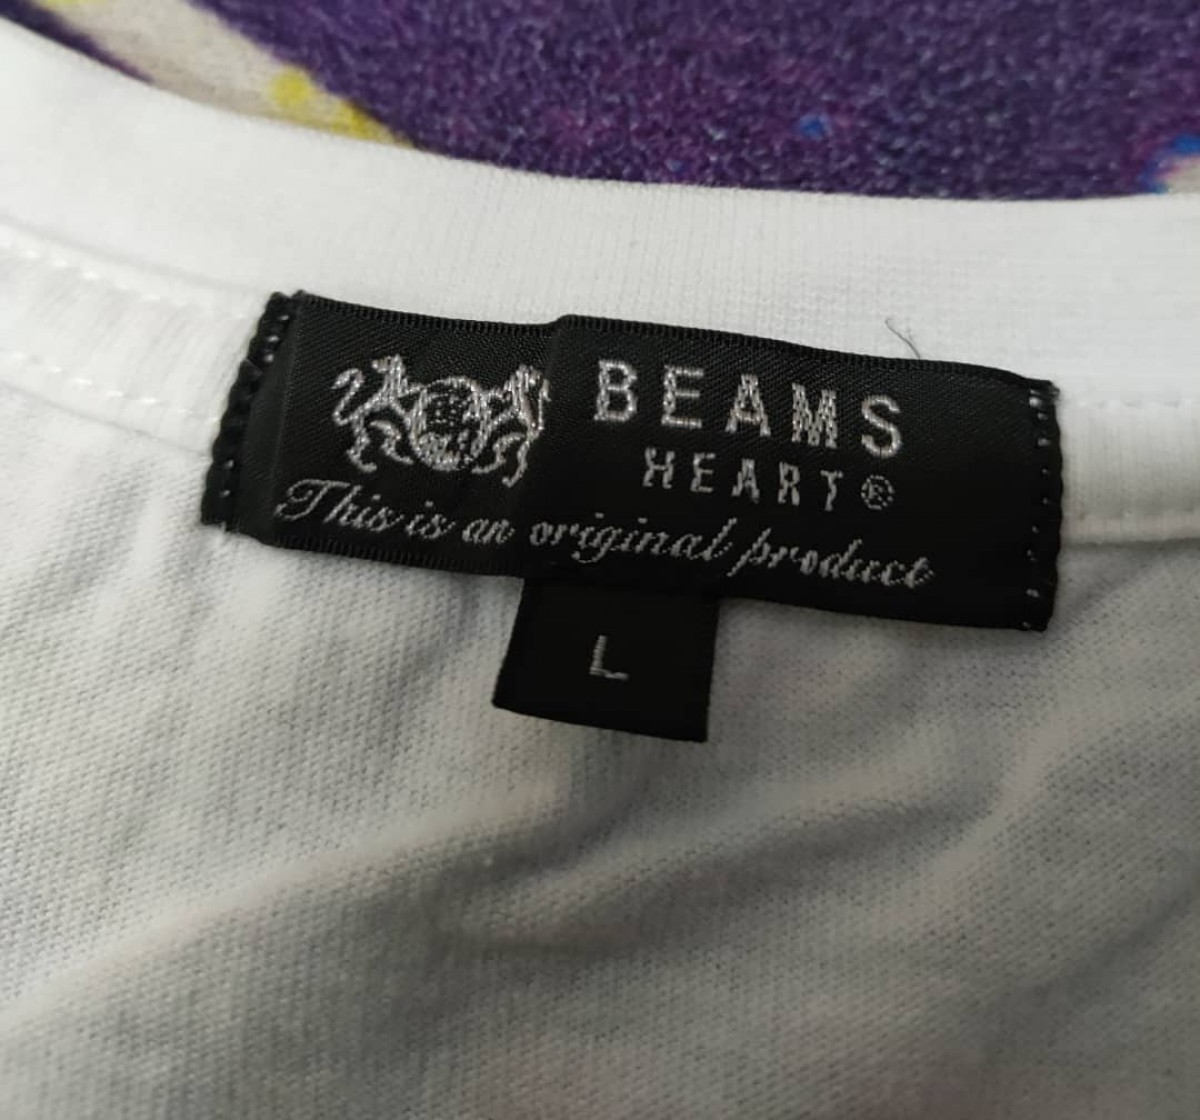 BEAMS
HEART®
This is an original product
L